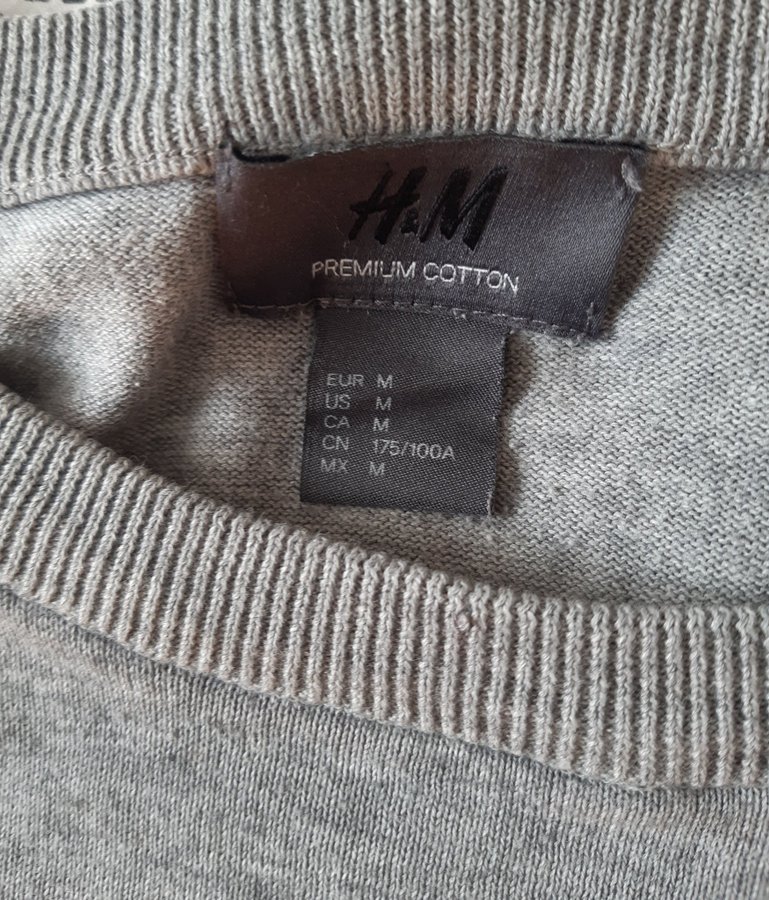 H&M
PREMIUM COTTON
EUR M
US M
CA M
CN 175/100A
MX M